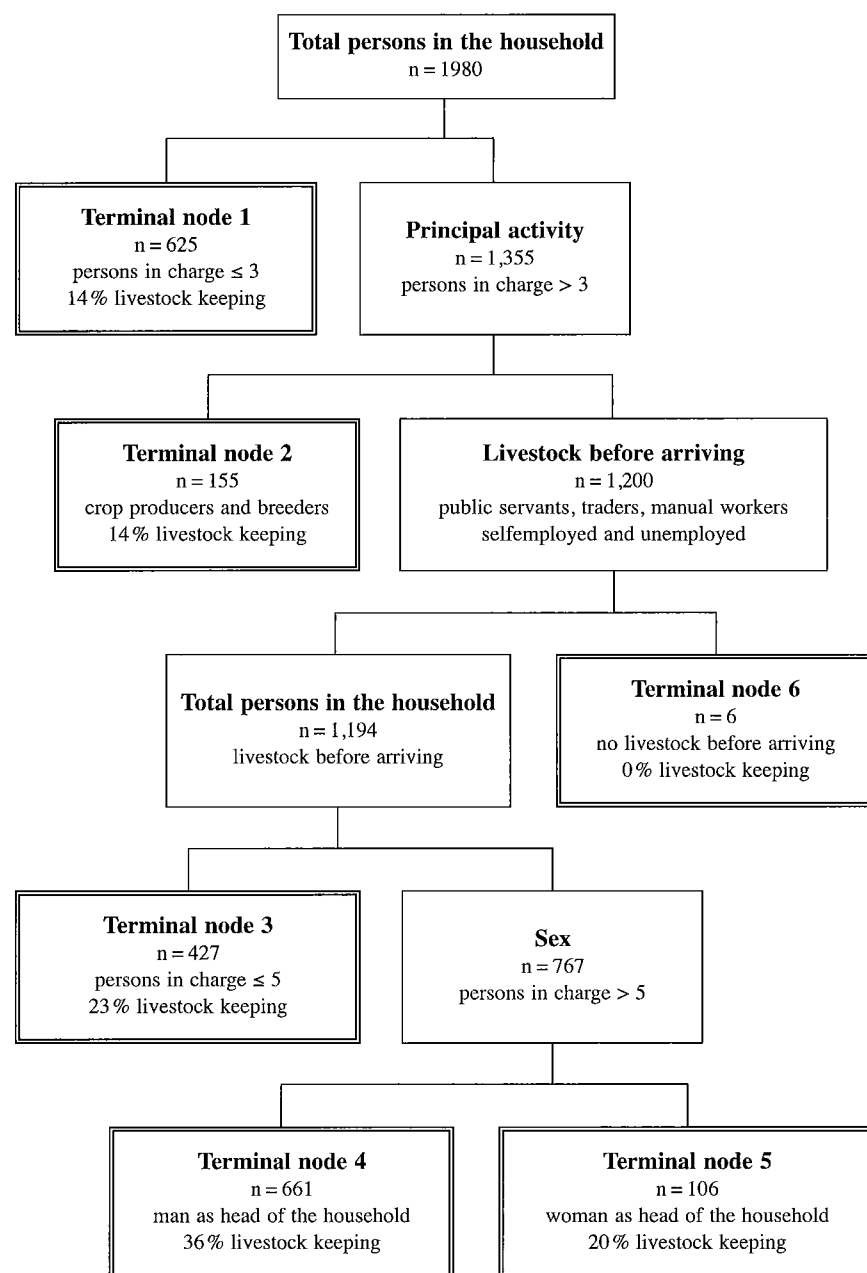 Total persons in the household
n = 1980
Terminal node 1
n = 625
persons in charge ≤ 3
14% livestock keeping
Principal activity
n = 1,355
persons in charge > 3
Terminal node 2
n = 155
crop producers and breeders
14% livestock keeping
Livestock before arriving
n = 1,200
public servants, traders, manual workers
selfemployed and unemployed
Total persons in the household
n = 1,194
livestock before arriving
Terminal node 6
n = 6
no livestock before arriving
0% livestock keeping
Terminal node 3
n = 427
persons in charge ≤ 5
23% livestock keeping
Sex
n = 767
persons in charge > 5
Terminal node 4
n = 661
man as head of the household
36% livestock keeping
Terminal node 5
n = 106
woman as head of the household
20% livestock keeping